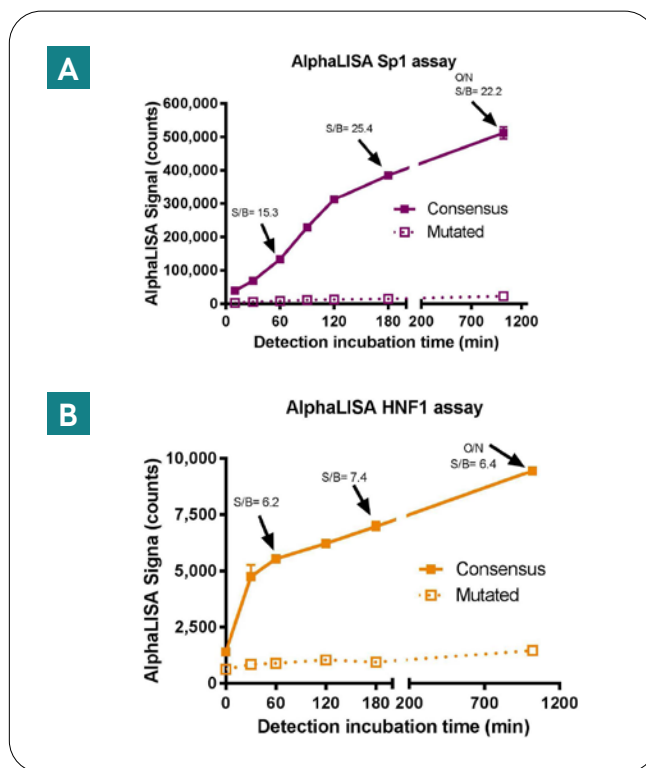 A
AlphaLISA Sp1 assay
AlphaLISA Signal (counts)
600,000
500,000
400,000
300,000
200,000
100,000
0
S/B= 15.3
S/B= 25.4
O/N
S/B= 22.2
Consensus
Mutated
0 60 120 180 200 700 1200
Detection incubation time (min)
B
AlphaLISA HNF1 assay
AlphaLISA Signa (counts)
10,000
7,500
5,000
2,500
0
S/B= 6.2
S/B= 7.4
O/N
S/B= 6.4
Consensus
Mutated
0 60 120 180 200 700 1200
Detection incubation time (min)